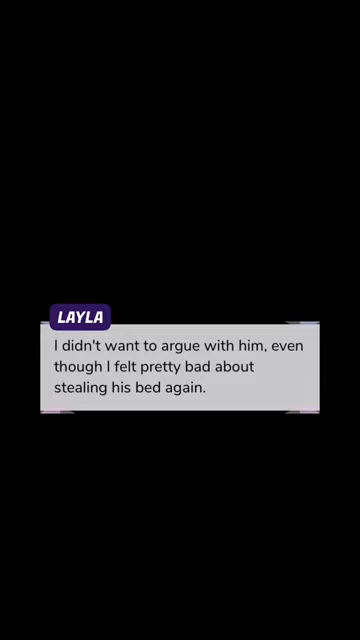 LAYLA
I didn't want to argue with him, even
though I felt pretty bad about
stealing his bed again.